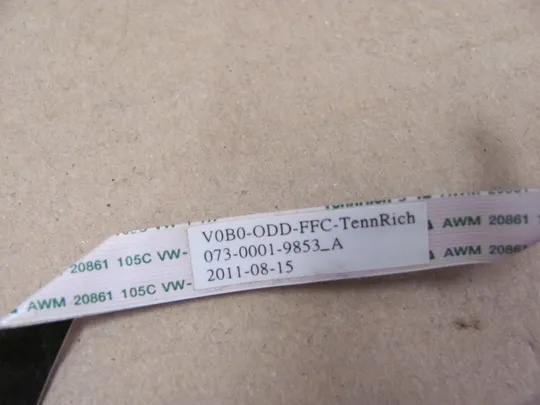 V0B0-ODD-FFC-TennRich
073-0001-9853_A
2011-08-15
AWM 20861
20861 105C VW-
AWM 20861
AWM 20861 105C VW-